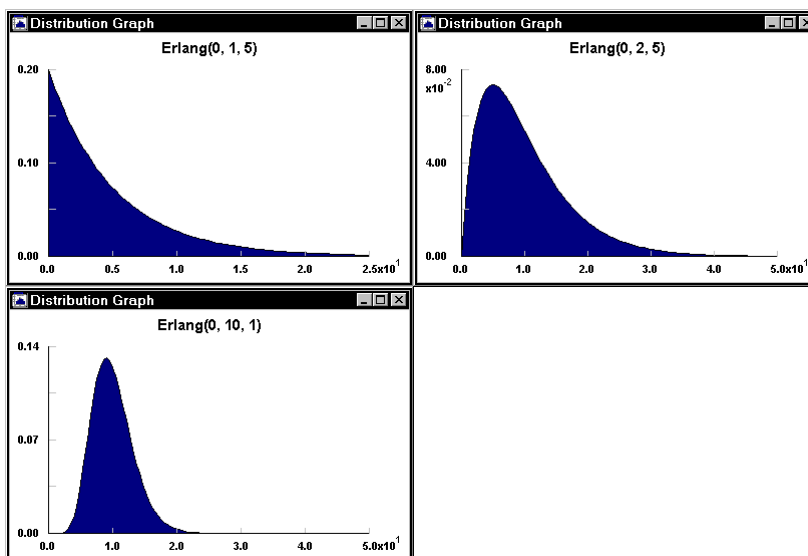 Distribution Graph
Erlang(0, 1, 5)
0.20
0.10
0.00
0.0 0.5 1.0 1.5 2.0 2.5x10¹
Distribution Graph
Erlang(0, 2, 5)
8.00
x10⁻²
4.00
0.00
0.0 1.0 2.0 3.0 4.0 5.0x10¹
Distribution Graph
Erlang(0, 10, 1)
0.14
0.07
0.00
0.0 1.0 2.0 3.0 4.0 5.0x10¹